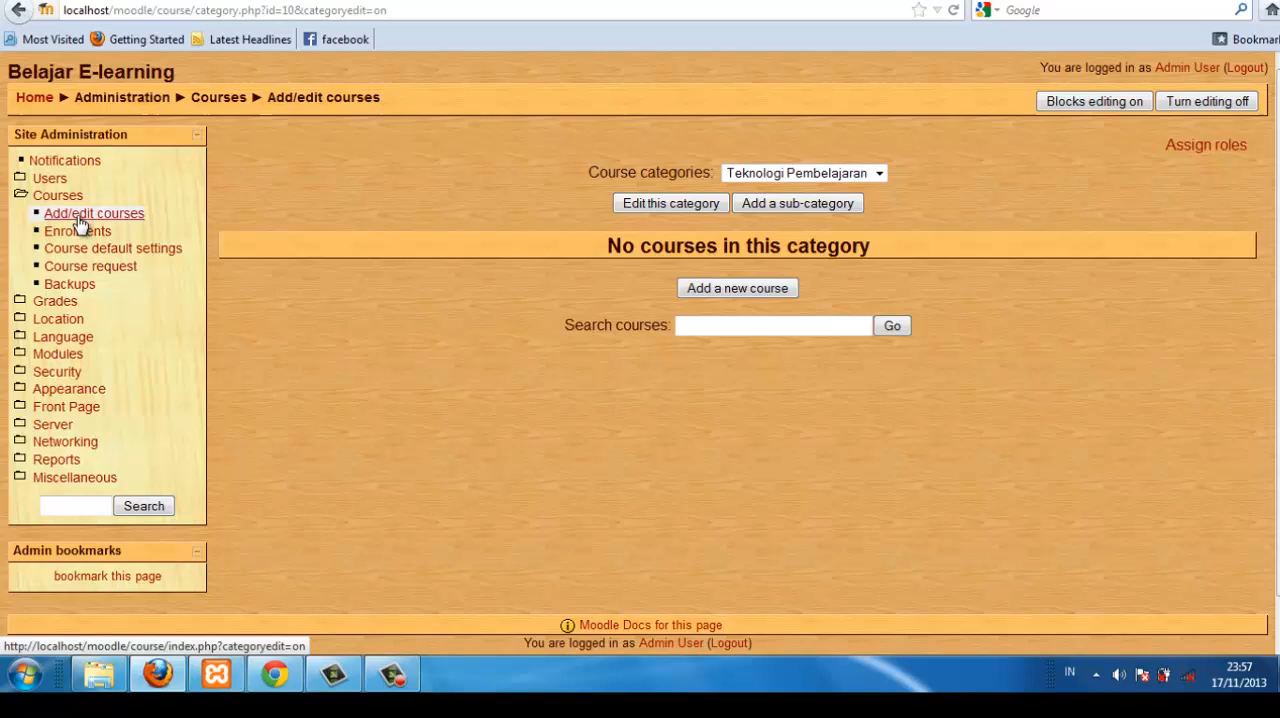 localhost/moodle/course/category.php?id=10&categoryedit=on
Google
Most Visited Getting Started Latest Headlines facebook
Bookmar
Belajar E-learning
You are logged in as Admin User (Logout)
Home ► Administration ► Courses ► Add/edit courses
Blocks editing on Turn editing off
Site Administration
Notifications
Users
Courses
Add/edit courses
Course default settings
Course request
Backups
Grades
Location
Language
Modules
Security
Appearance
Front Page
Server
Networking
Reports
Miscellaneous
Search
Admin bookmarks
bookmark this page
Assign roles
Course categories: Teknologi Pembelajaran
Edit this category Add a sub-category
No courses in this category
Add a new course
Search courses: Go
Moodle Docs for this page
You are logged in as Admin User (Logout)
http://localhost/moodle/course/index.php?categoryedit=on
IN
23:57
17/11/2013